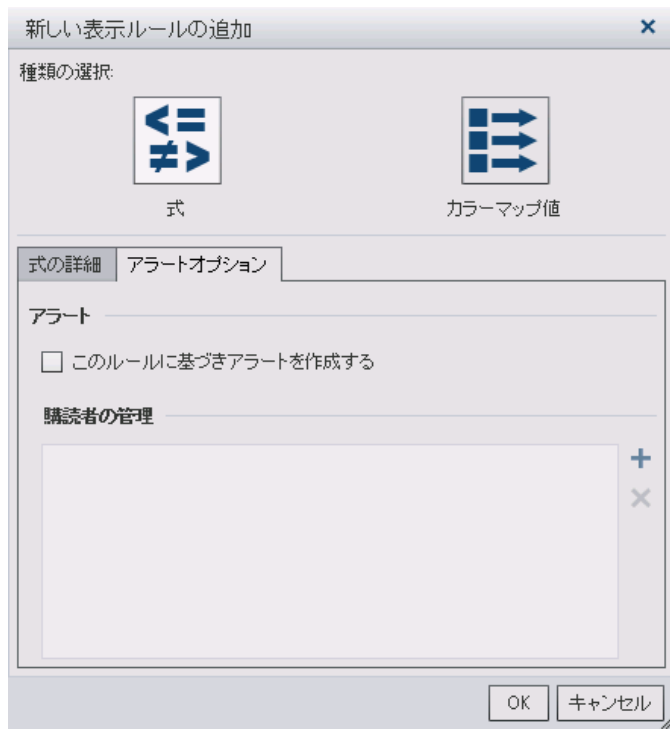 新しい表示ルールの追加
種類の選択:
式
カラーマップ値
式の詳細
アラートオプション
アラート
このルールに基づきアラートを作成する
購読者の管理
OK
キャンセル